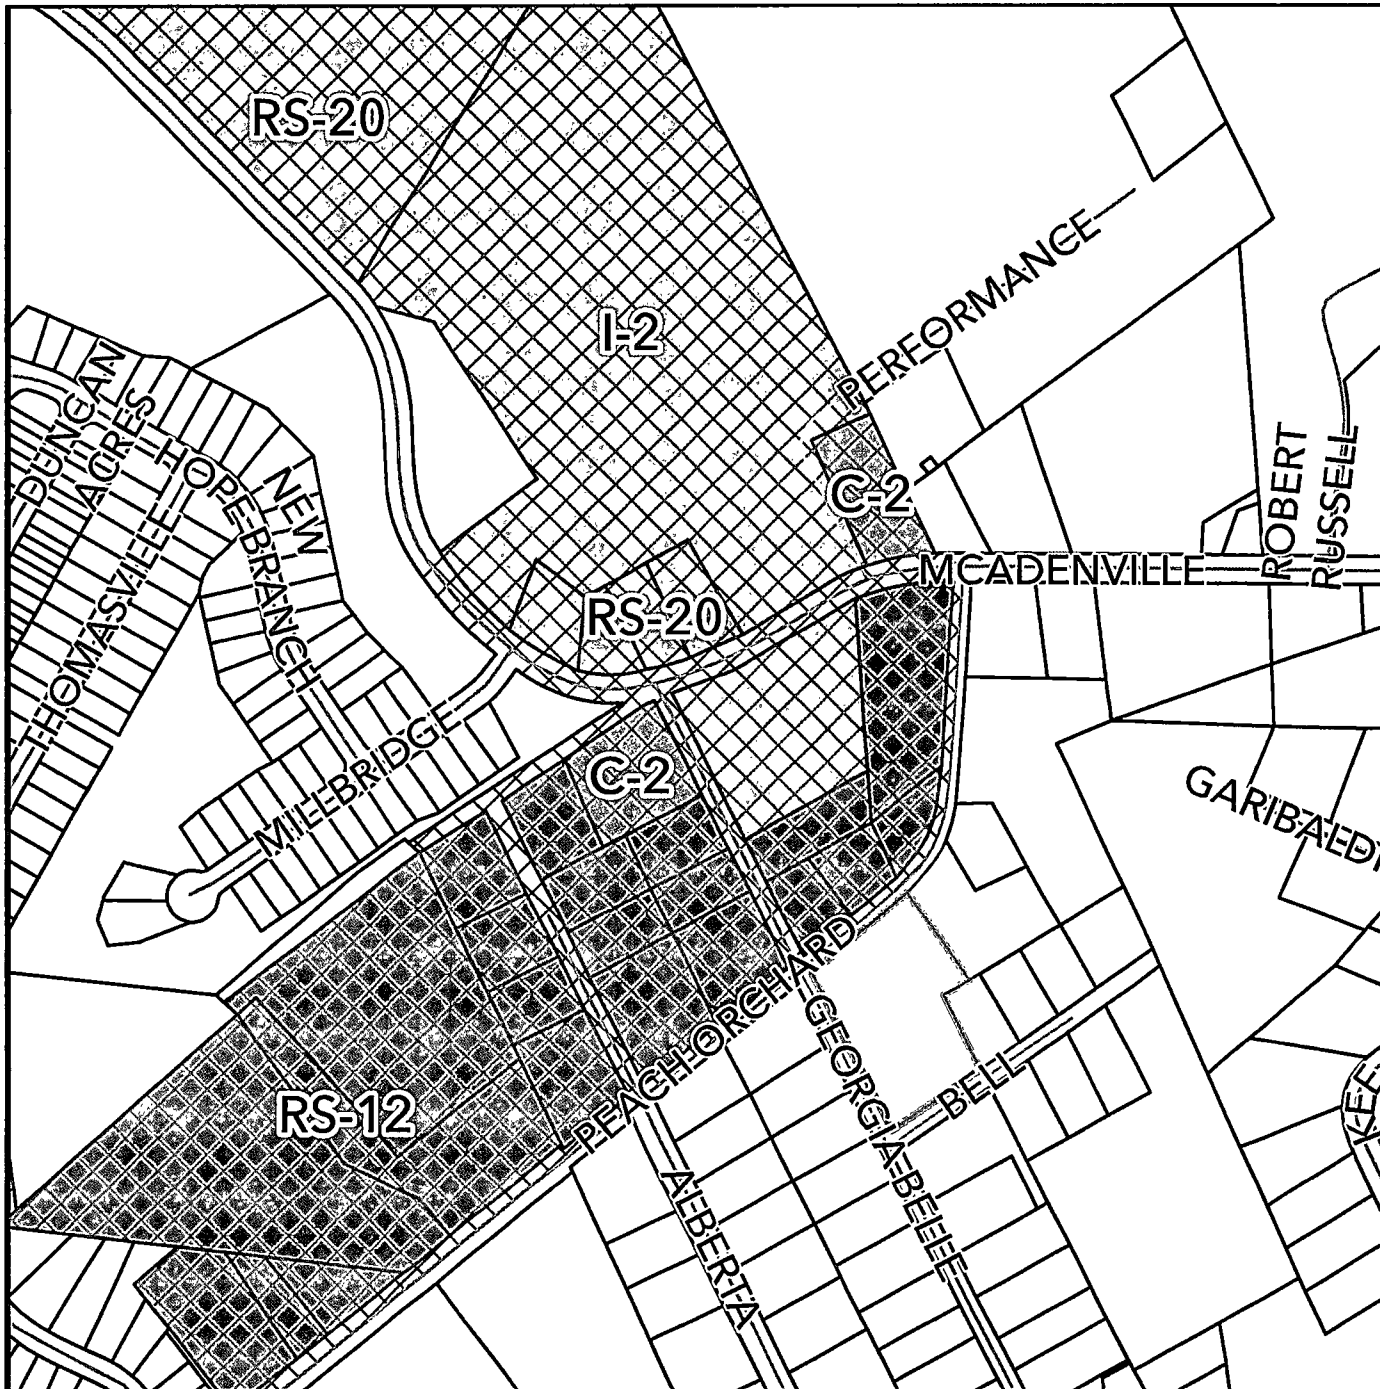 RS-20
PERFORMANCE
I-2
DUNCAN
ACRES
HOPE BRANCH
NEW
THOMASVILLE
C-2
ROBERT
RUSSELL
MCADENVILLE
RS-20
MILLBRIDGE
C-2
GARIBALDI
PEACH ORCHARD
GEORGIA BELLE
BELL
RS-12
ALBERTA